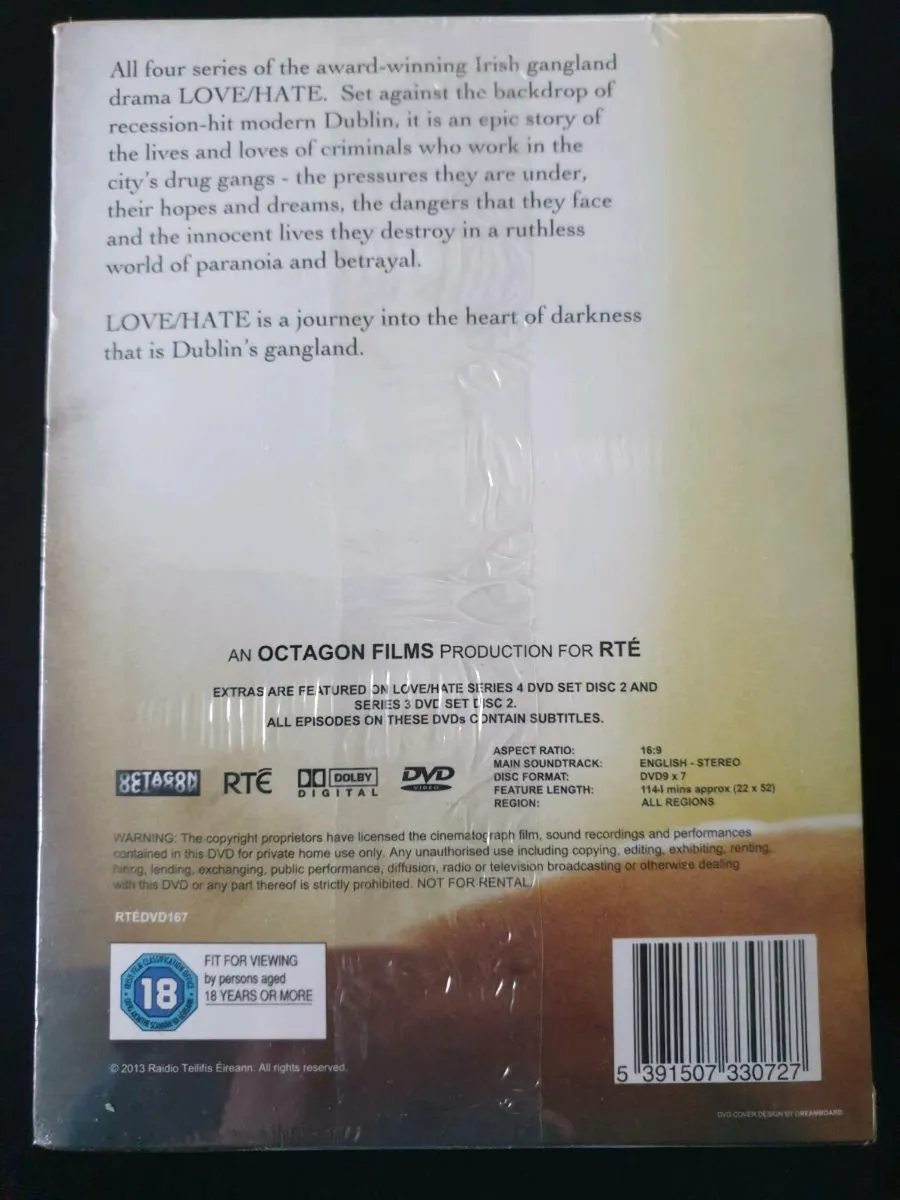 All four series of the award-winning Irish gangland
drama LOVE/HATE. Set against the backdrop of
recession-hit modern Dublin, it is an epic story of
the lives and loves of criminals who work in the
city's drug gangs - the pressures they are under,
their hopes and dreams, the dangers that they face
and the innocent lives they destroy in a ruthless
world of paranoia and betrayal.
LOVE/HATE is a journey into the heart of darkness
that is Dublin's gangland.
AN OCTAGON FILMS PRODUCTION FOR RTÉ
EXTRAS ARE FEATURED ON LOVE/HATE SERIES 4 DVD SET DISC 2 AND
SERIES 3 DVD SET DISC 2.
ALL EPISODES ON THESE DVDs CONTAIN SUBTITLES.
ASPECT RATIO: 16:9
MAIN SOUNDTRACK: ENGLISH - STEREO
DISC FORMAT: DVD9 x 7
FEATURE LENGTH: 1144 mins approx (22 x 52)
REGION: ALL REGIONS
OCTAGON RTÉ DOLBY DIGITAL DVD VIDEO
WARNING: The copyright proprietors have licensed the cinematograph film, sound recordings and performances
contained in this DVD for private home use only. Any unauthorised use including copying, editing, exhibiting, renting,
hiring, lending, exchanging, public performance, diffusion, radio or television broadcasting or otherwise dealing
with this DVD or any part thereof is strictly prohibited. NOT FOR RENTAL.
RTÉDVD167
IRISH FILM CLASSIFICATION OFFICE
18
FIT FOR VIEWING
by persons aged
18 YEARS OR MORE
© 2013 Raidio Teilifís Éireann. All rights reserved.
5 391507 330727
DVD COVER DESIGN BY DREAMBOARD